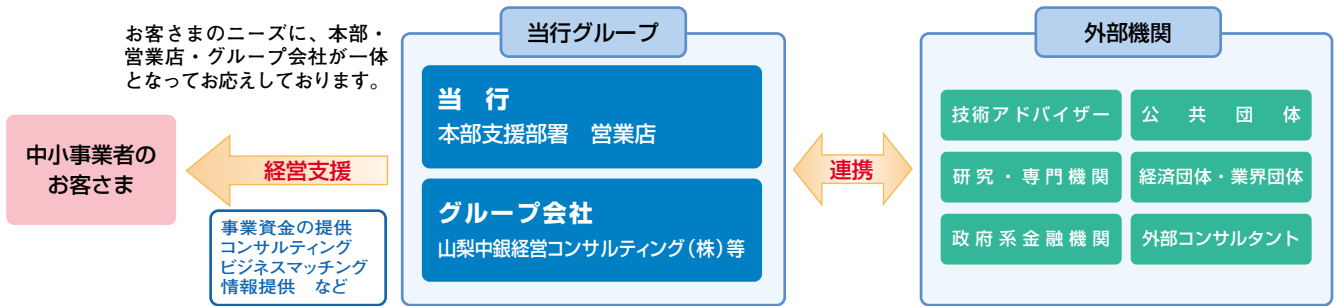 お客さまのニーズに、本部・
営業店・グループ会社が一体
となってお応えしております。
中小事業者の
お客さま
経営支援
事業資金の提供
コンサルティング
ビジネスマッチング
情報提供　など
当行グループ
当　行
本部支援部署　営業店
グループ会社
山梨中銀経営コンサルティング（株）等
連携
外部機関
技術アドバイザー
公共団体
研究・専門機関
経済団体・業界団体
政府系金融機関
外部コンサルタント